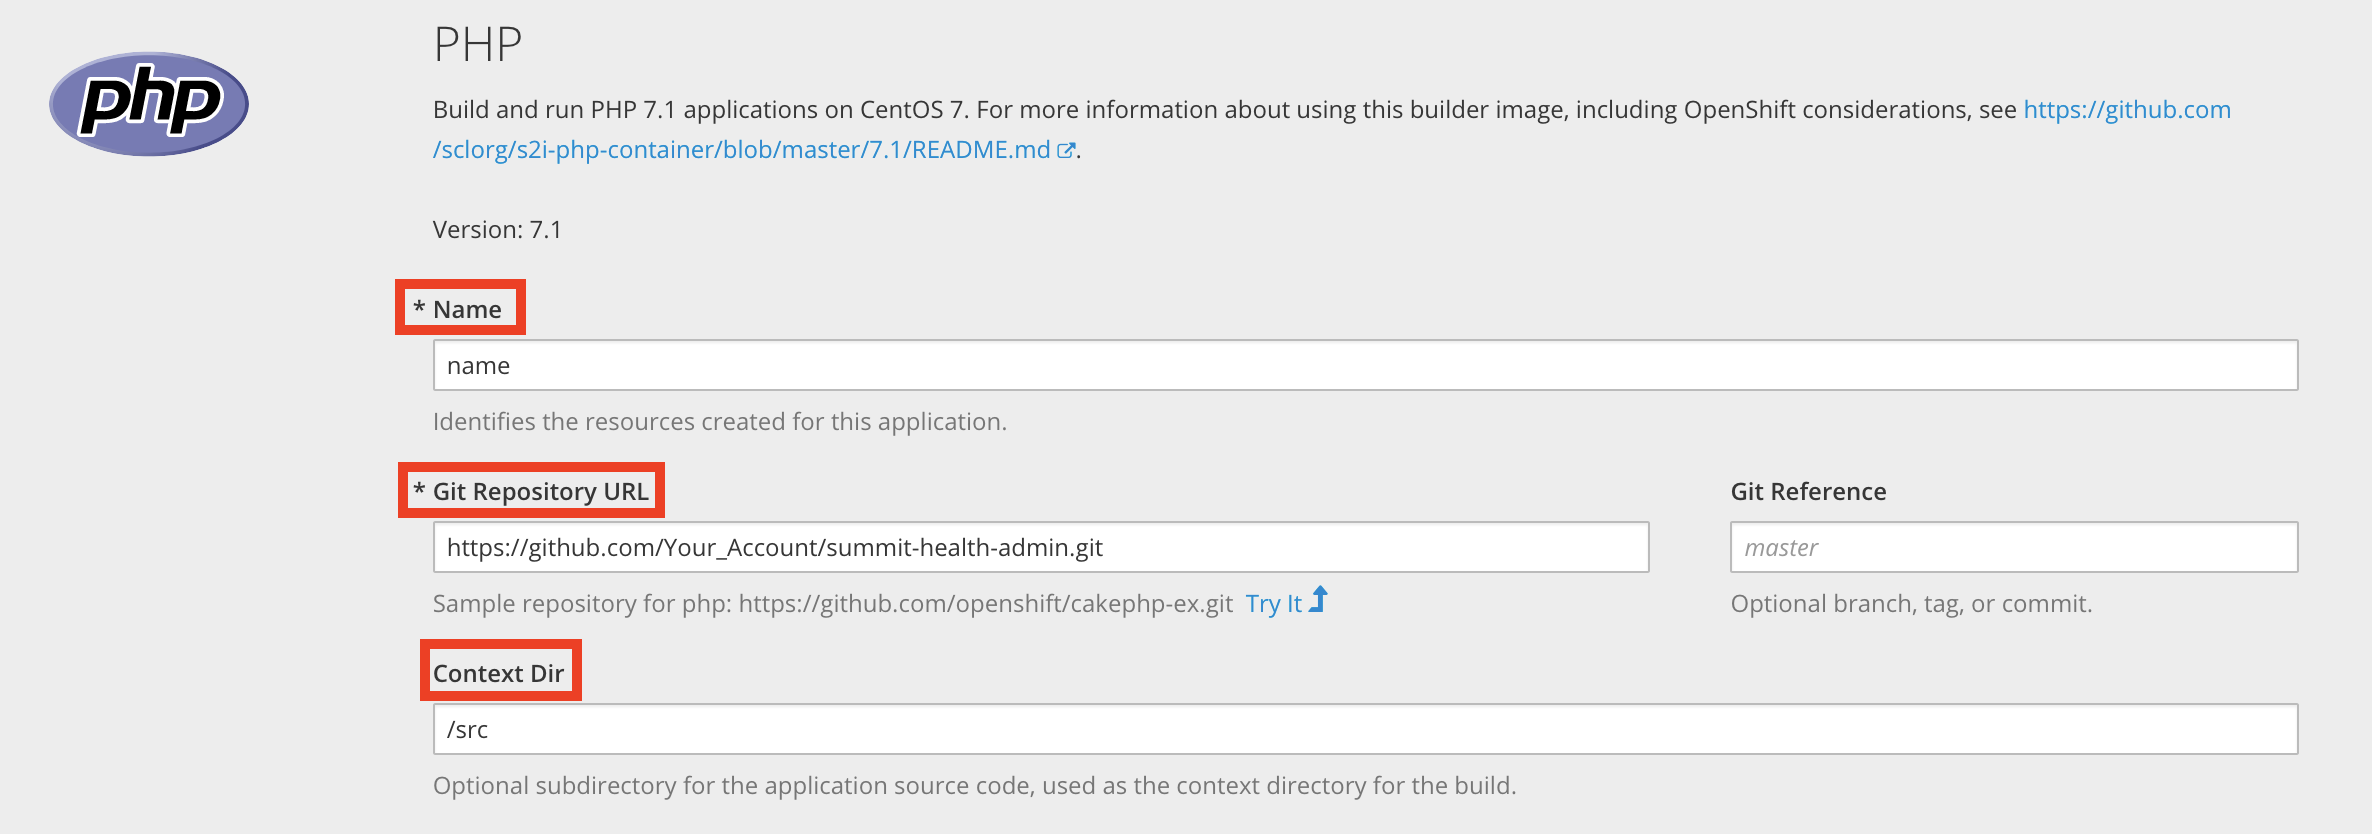 php
PHP
Build and run PHP 7.1 applications on CentOS 7. For more information about using this builder image, including OpenShift considerations, see https://github.com
/sclorg/s2i-php-container/blob/master/7.1/README.md.
Version: 7.1
* Name
name
Identifies the resources created for this application.
* Git Repository URL
https://github.com/Your_Account/summit-health-admin.git
Sample repository for php: https://github.com/openshift/cakephp-ex.git Try It
Git Reference
master
Optional branch, tag, or commit.
Context Dir
/src
Optional subdirectory for the application source code, used as the context directory for the build.